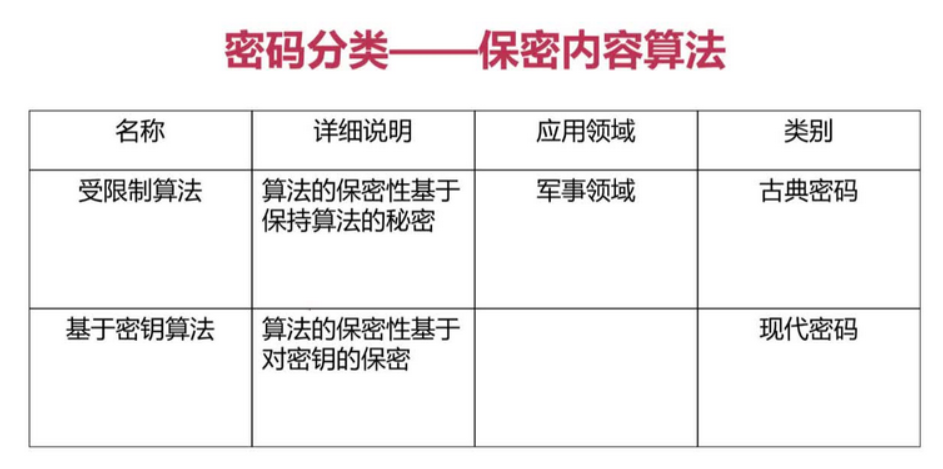 密码分类——保密内容算法
名称 详细说明 应用领域 类别
受限制算法 算法的保密性基于 军事领域 古典密码
保持算法的秘密
基于密钥算法 算法的保密性基于 现代密码
对密钥的保密